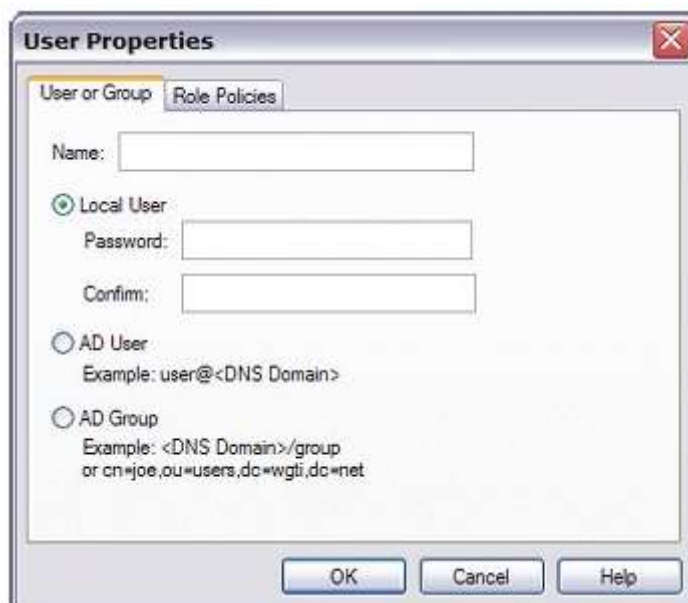 User Properties
User or Group
Role Policies
Name:
Local User
Password:
Confirm:
AD User
Example: user@<DNS Domain>
AD Group
Example: <DNS Domain>/group
or cn=joe,ou=users,dc=wgti,dc=net
OK
Cancel
Help